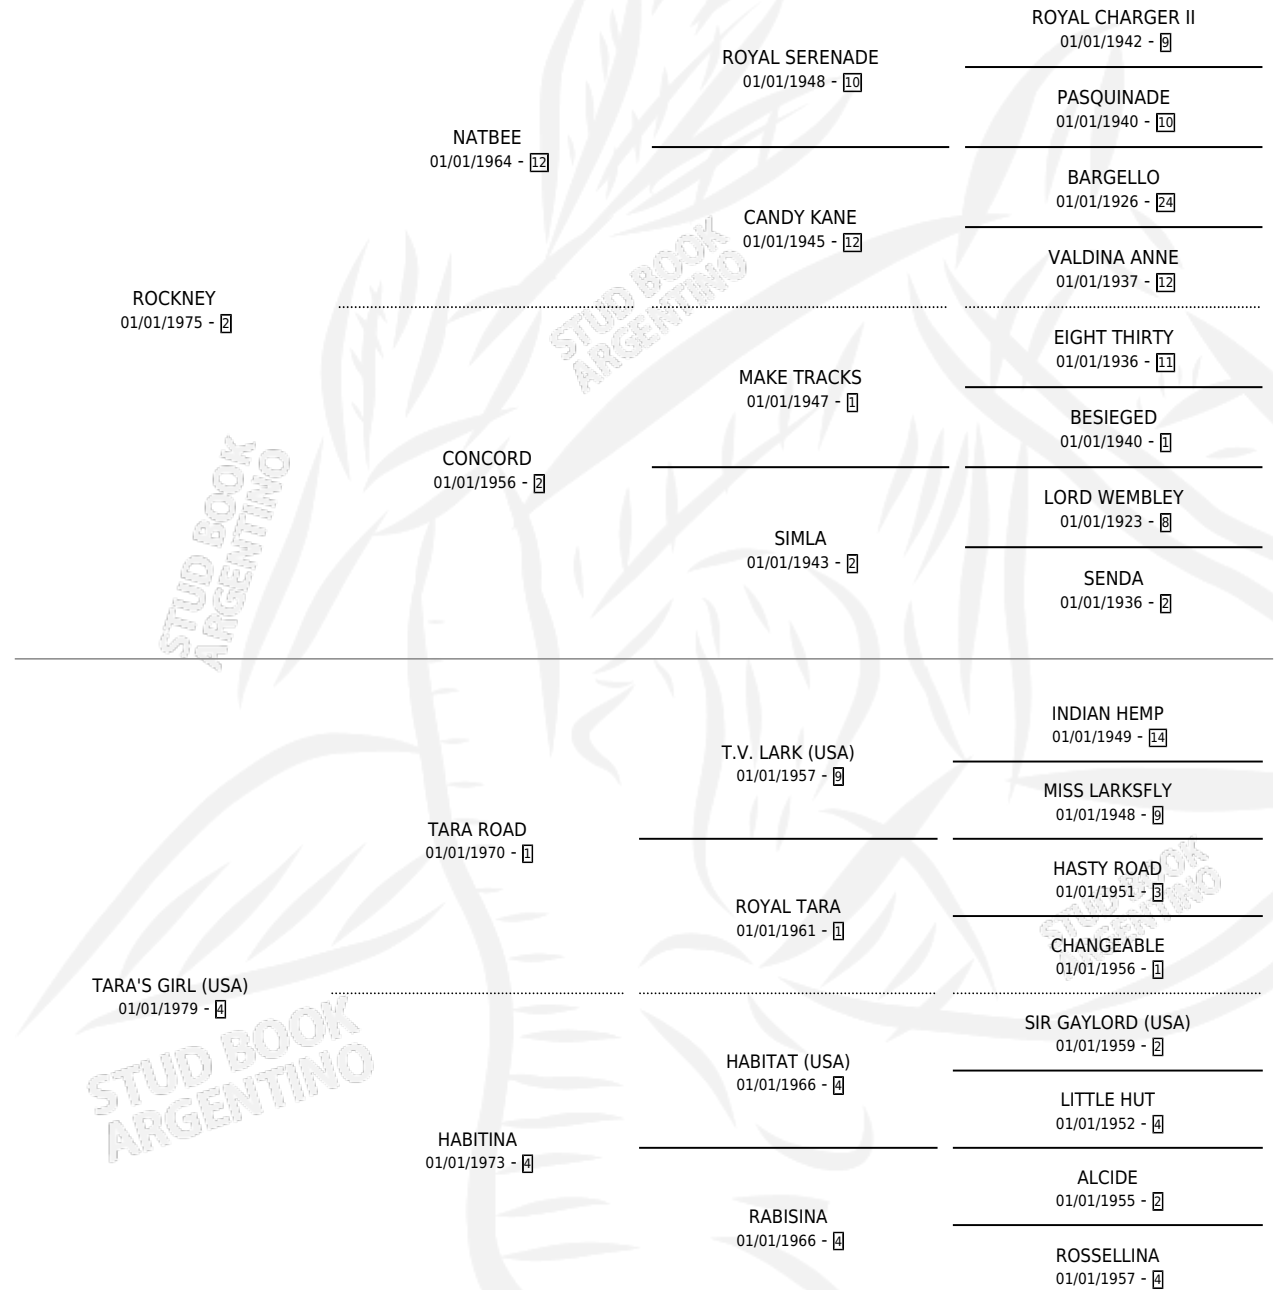 ROYAL CHARGER II
01/01/1942 - 9
ROYAL SERENADE
01/01/1948 - 10
PASQUINADE
01/01/1940 - 10
NATBEE
01/01/1964 - 12
BARGELLO
01/01/1926 - 24
CANDY KANE
01/01/1945 - 12
VALDINA ANNE
01/01/1937 - 12
ROCKNEY
01/01/1975 - 2
STUD BOOK
ARGENTINO
EIGHT THIRTY
01/01/1936 - 11
MAKE TRACKS
01/01/1947 - 1
BESIEGED
01/01/1940 - 1
CONCORD
01/01/1956 - 2
LORD WEMBLEY
01/01/1923 - 8
SIMLA
01/01/1943 - 2
SENDA
01/01/1936 - 2
STUD BOOK
ARGENTINO
INDIAN HEMP
01/01/1949 - 14
T.V. LARK (USA)
01/01/1957 - 9
MISS LARKSFLY
01/01/1948 - 9
TARA ROAD
01/01/1970 - 1
HASTY ROAD
01/01/1951 - 3
ROYAL TARA
01/01/1961 - 1
STUD BOOK
ARGENTINO
CHANGEABLE
01/01/1956 - 1
TARA'S GIRL (USA)
01/01/1979 - 4
SIR GAYLORD (USA)
01/01/1959 - 2
HABITAT (USA)
01/01/1966 - 4
LITTLE HUT
01/01/1952 - 4
STUD BOOK
ARGENTINO
HABITINA
01/01/1973 - 4
ALCIDE
01/01/1955 - 2
RABISINA
01/01/1966 - 4
ROSSELLINA
01/01/1957 - 4